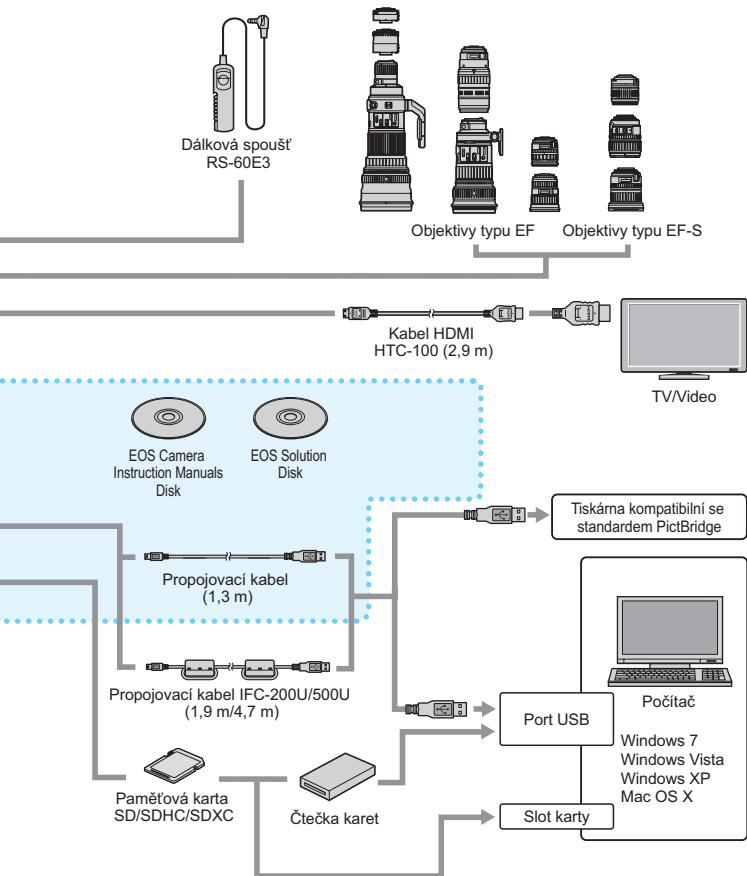 Dálková spoušť
RS-60E3
Objektivy typu EF
Objektivy typu EF-S
Kabel HDMI
HTC-100 (2,9 m)
TV/Video
EOS Camera
Instruction Manuals
Disk
EOS Solution
Disk
Tiskárna kompatibilní se
standardem PictBridge
Propojovací kabel
(1,3 m)
Propojovací kabel IFC-200U/500U
(1,9 m/4,7 m)
Port USB
Počítač
Windows 7
Windows Vista
Windows XP
Mac OS X
Paměťová karta
SD/SDHC/SDXC
Čtečka karet
Slot karty